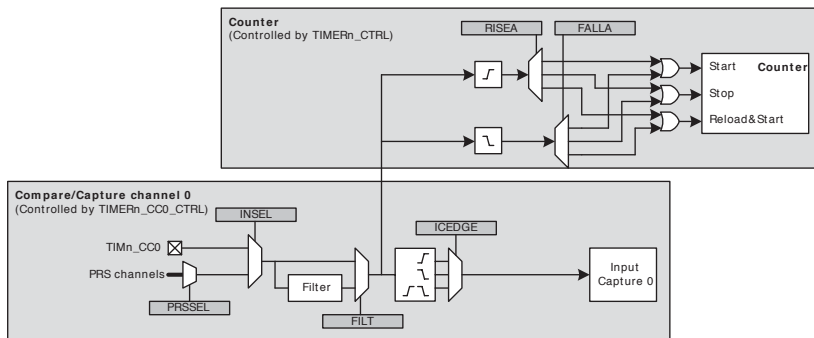 Counter
(Controlled by TIMERn_CTRL)
RISEA
FALLA
Start
Counter
Stop
Reload&Start
Compare/Capture channel 0
(Controlled by TIMERn_CC0_CTRL)
INSEL
ICEDGE
TIMn_CC0
PRS channels
Filter
Input
Capture 0
PRSSEL
FILT